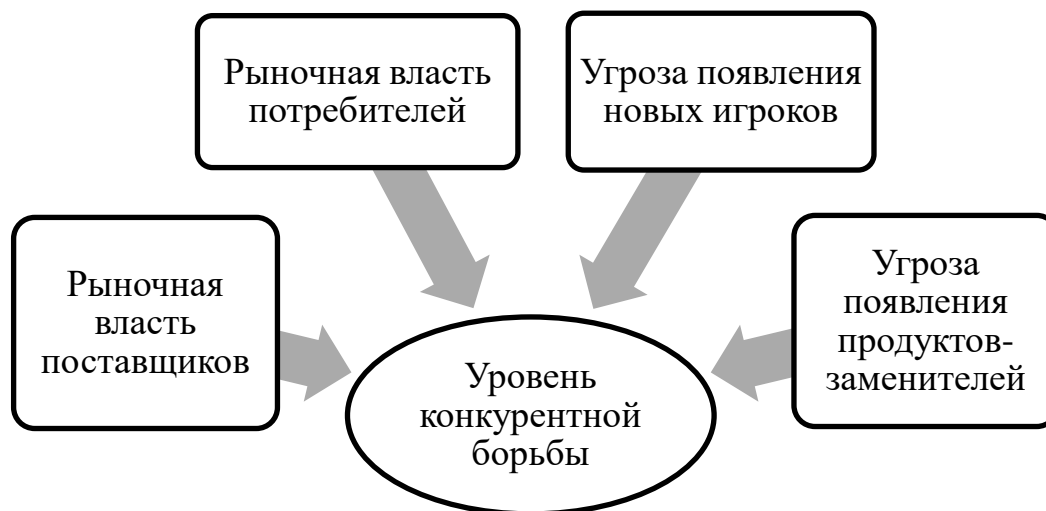 Рыночная власть
потребителей
Угроза появления
новых игроков
Рыночная
власть
поставщиков
Угроза
появления
продуктов-
заменителей
Уровень
конкурентной
борьбы